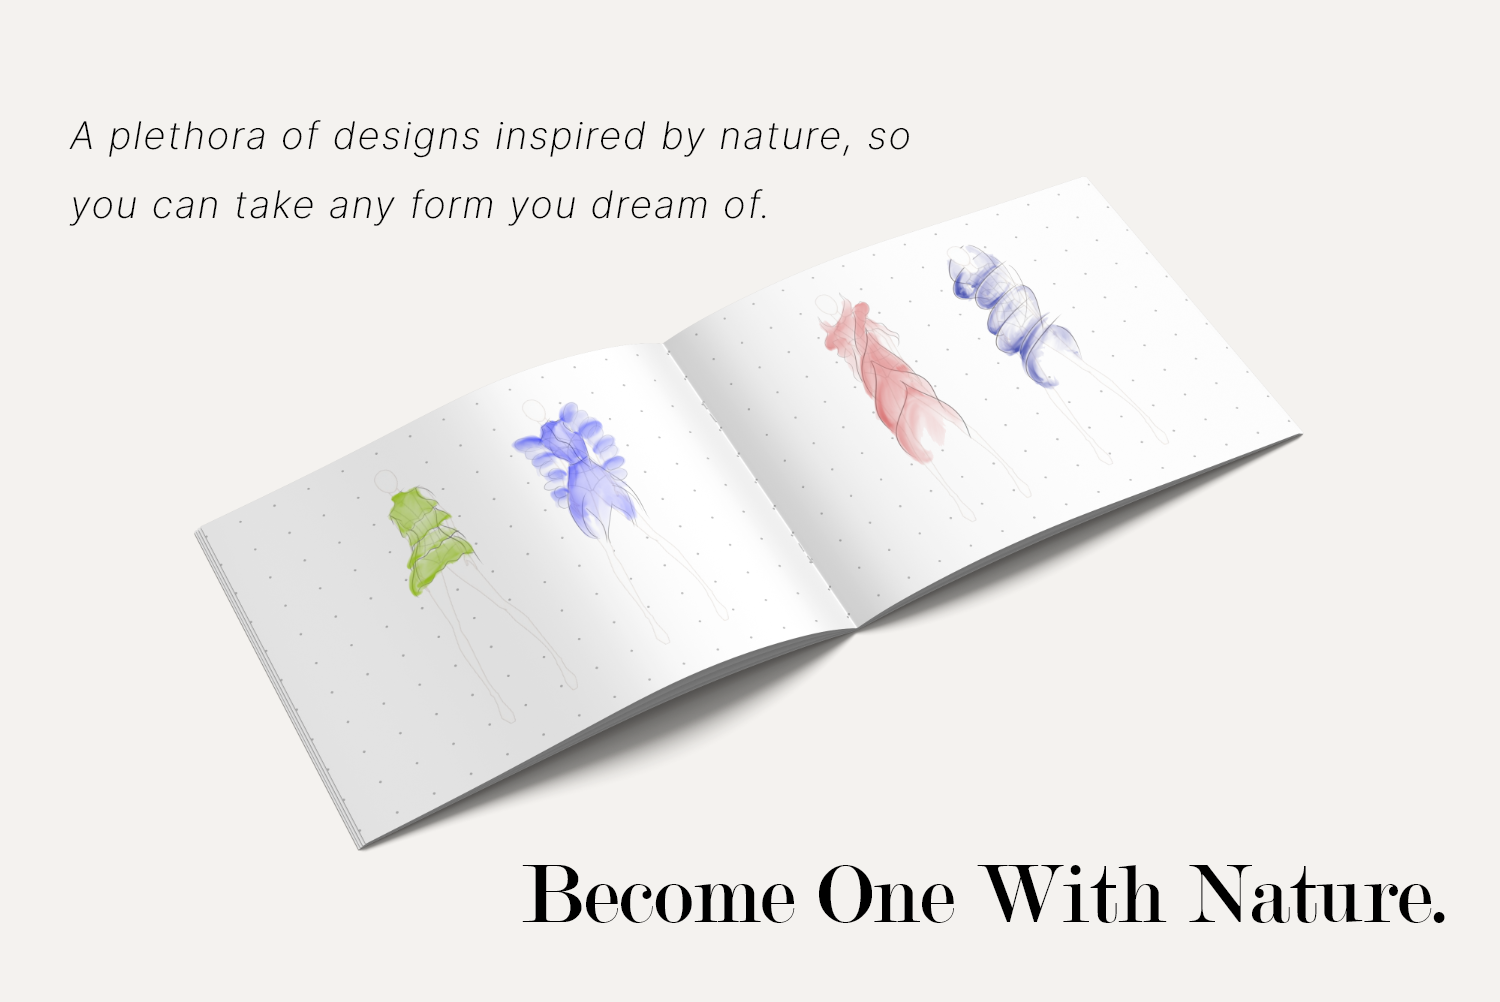 A plethora of designs inspired by nature, so
you can take any form you dream of.
Become One With Nature.